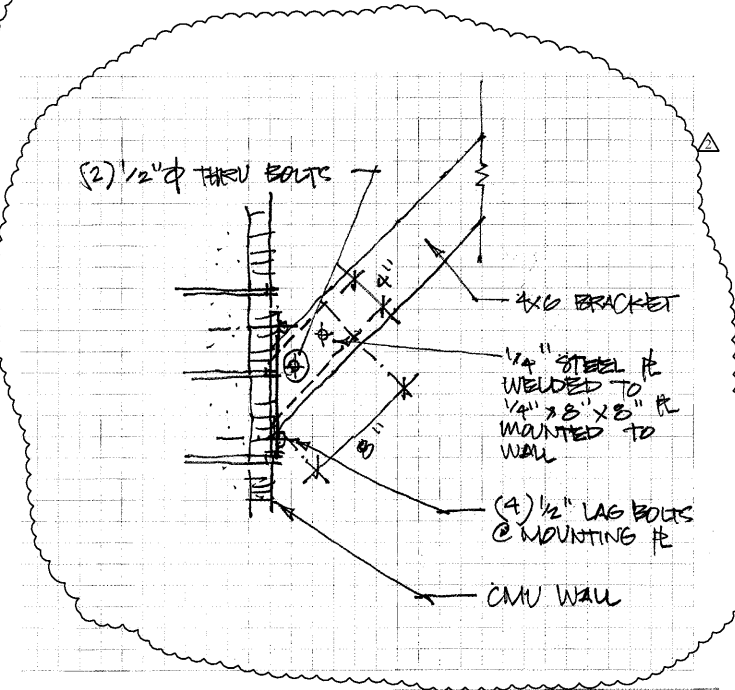 2
(2) 1/2"⌀ THRU BOLTS
4"
4x6 BRACKET
1/4" STEEL PL
WELDED TO
1/4" x 8" x 8" PL
MOUNTED TO
WALL
8"
(4) 1/2" LAG BOLTS
@ MOUNTING PL
CMU WALL